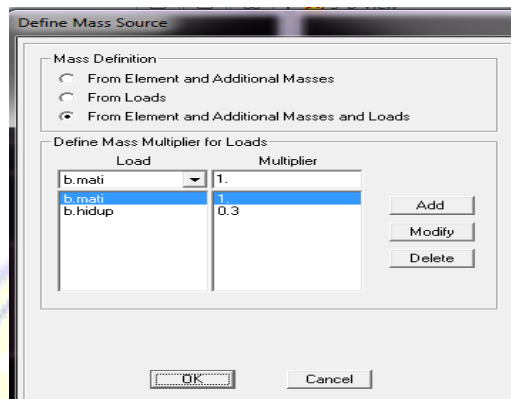 Define Mass Source
Mass Definition
From Element and Additional Masses
From Loads
From Element and Additional Masses and Loads
Define Mass Multiplier for Loads
Load Multiplier
b.mati 1.
b.mati 1.
b.hidup 0.3
Add
Modify
Delete
OK Cancel